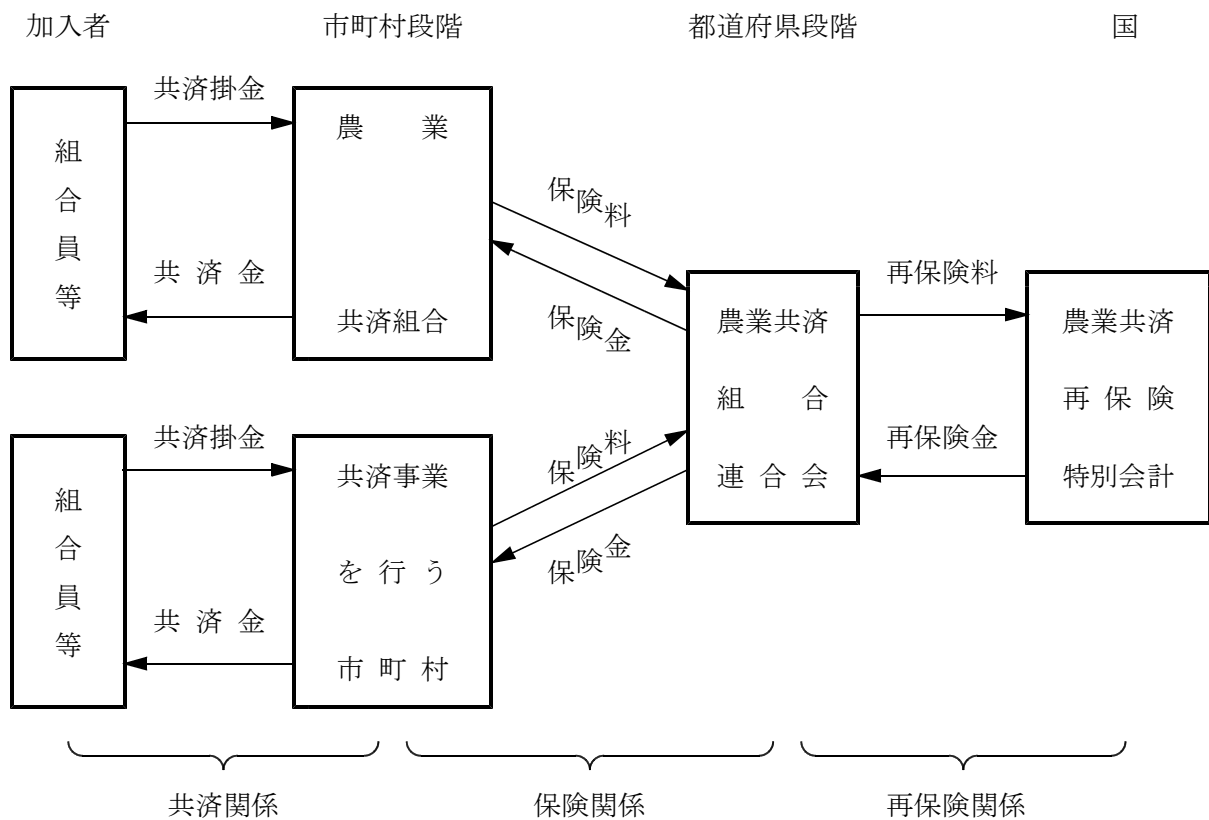 加入者 市町村段階 都道府県段階 国
共済掛金
組合員等
農業
共済組合
共済金
保険料
保険金
農業共済
組合
連合会
再保険料
再保険金
農業共済
再保険
特別会計
共済掛金
組合員等
共済事業
を行う
市町村
共済金
保険料
保険金
共済関係 保険関係 再保険関係